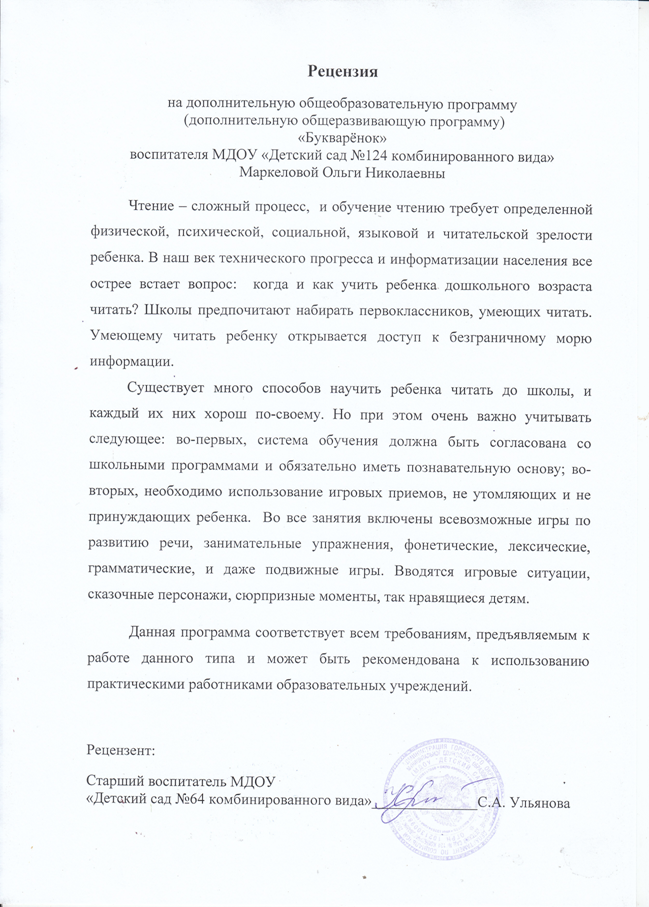 Рецензия
на дополнительную общеобразовательную программу
(дополнительную общеразвивающую программу)
«Букварёнок»
воспитателя МДОУ «Детский сад №124 комбинированного вида»
Маркеловой Ольги Николаевны
Чтение – сложный процесс, и обучение чтению требует определенной
физической, психической, социальной, языковой и читательской зрелости
ребенка. В наш век технического прогресса и информатизации населения все
острее встает вопрос: когда и как учить ребенка дошкольного возраста
читать? Школы предпочитают набирать первоклассников, умеющих читать.
Умеющему читать ребенку открывается доступ к безграничному морю
информации.
Существует много способов научить ребенка читать до школы, и
каждый их них хорош по-своему. Но при этом очень важно учитывать
следующее: во-первых, система обучения должна быть согласована со
школьными программами и обязательно иметь познавательную основу; во-
вторых, необходимо использование игровых приемов, не утомляющих и не
принуждающих ребенка. Во все занятия включены всевозможные игры по
развитию речи, занимательные упражнения, фонетические, лексические,
грамматические, и даже подвижные игры. Вводятся игровые ситуации,
сказочные персонажи, сюрпризные моменты, так нравящиеся детям.
Данная программа соответствует всем требованиям, предъявляемым к
работе данного типа и может быть рекомендована к использованию
практическими работниками образовательных учреждений.
Рецензент:
Старший воспитатель МДОУ
«Детский сад №64 комбинированного вида» С.А. Ульянова